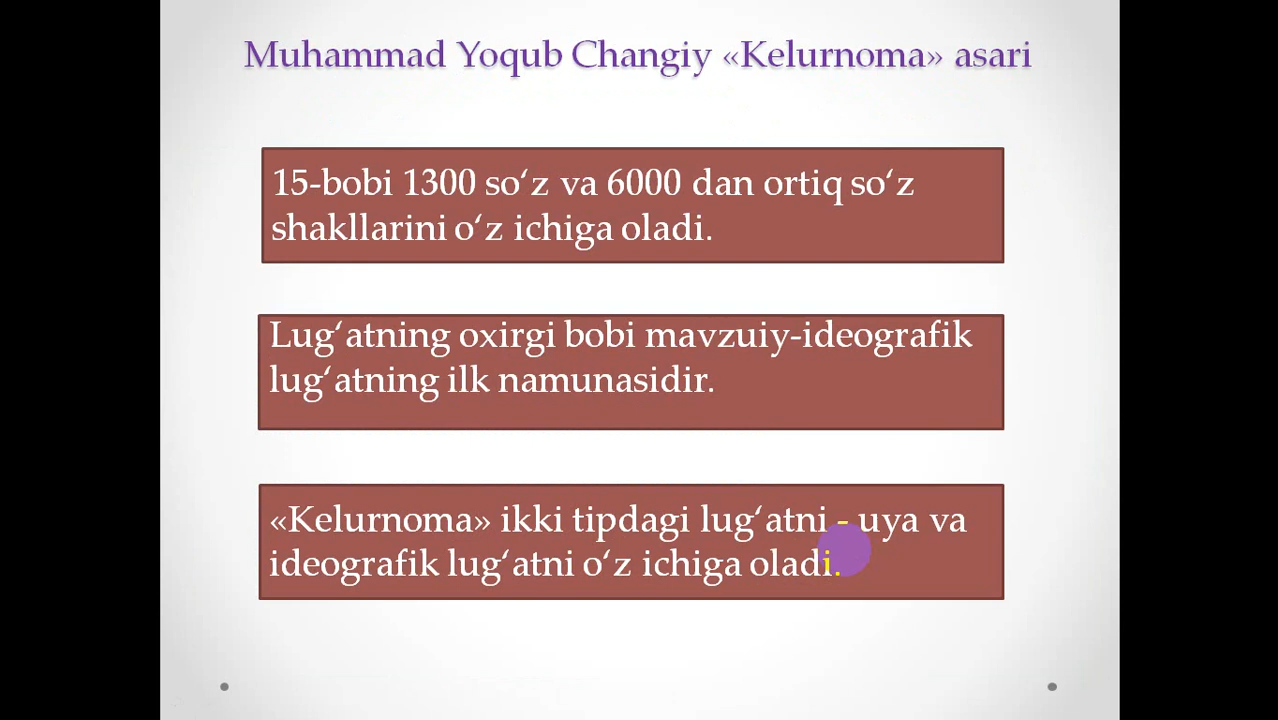 Muhammad Yoqub Changiy «Kelurnoma» asari
15-bobi 1300 so‘z va 6000 dan ortiq so‘z
shakllarini o‘z ichiga oladi.
Lug‘atning oxirgi bobi mavzuiy-ideografik
lug‘atning ilk namunasidir.
«Kelurnoma» ikki tipdagi lug‘atni - uya va
ideografik lug‘atni o‘z ichiga oladi.